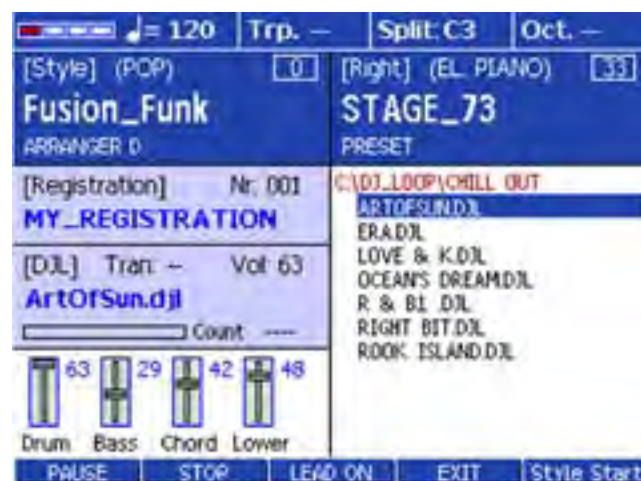 ♩= 120 Trp. – Split: C3 Oct. –
[Style] (POP) 0
Fusion_Funk
ARRANGER D
[Right] (EL. PIANO) 33
STAGE_73
PRESET
[Registration] Nr. 001
MY_REGISTRATION
[DJL] Tran: -- Vol: 63
ArtOfSun.djl
Count ----
63 29 42 48
Drum Bass Chord Lower
C:\DJ_LOOP\CHILL OUT
ARTOFSUN.DJL
ERA.DJL
LOVE & K.DJL
OCEAN'S DREAM.DJL
R & B1 .DJL
RIGHT BIT.DJL
ROOK ISLAND.DJL
PAUSE STOP LEAD ON EXIT Style Start